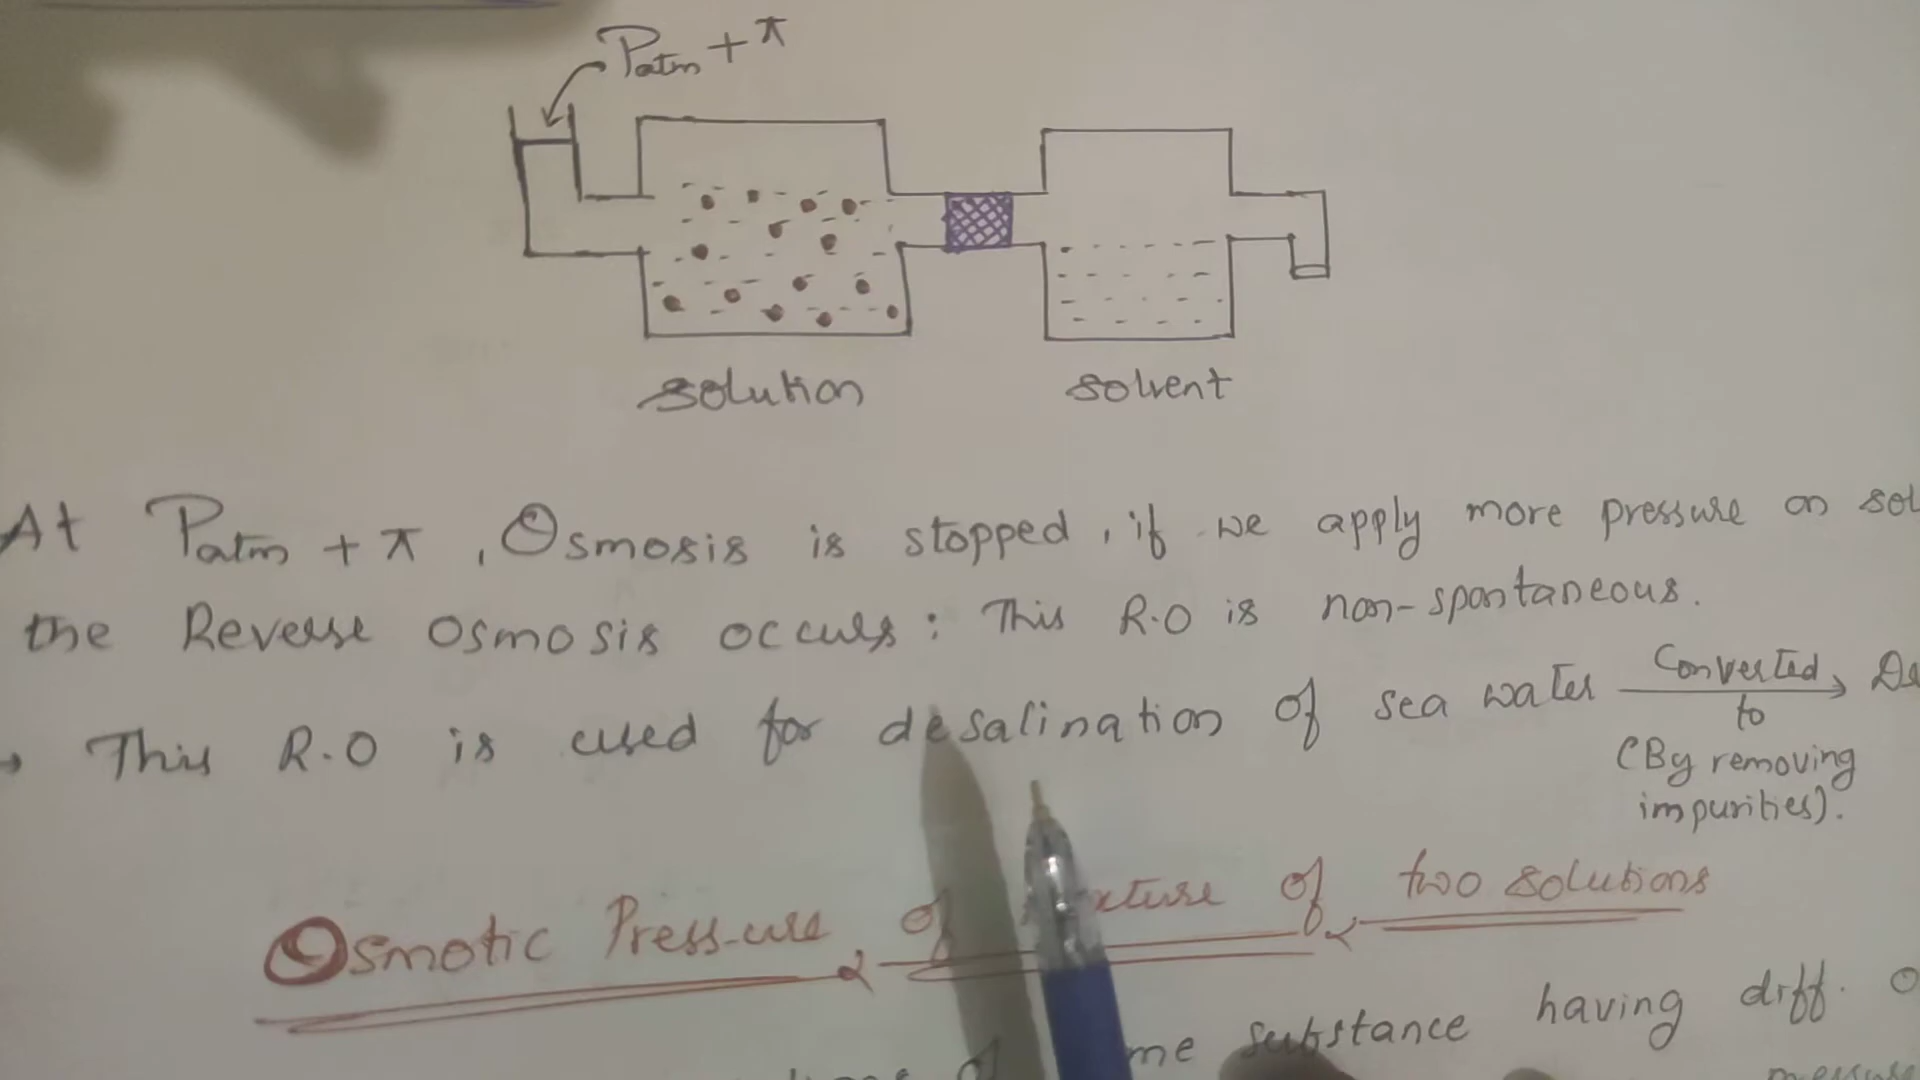 Patm + π
solution
solvent
At Patm + π, Osmosis is stopped, if we apply more pressure on sol
the Reverse Osmosis occurs: This R.O is non-spontaneous.
This R.O is used for desalination of sea water Converted to De
(By removing
impurities).
Osmotic Pressure of of two solutions
substance having diff.